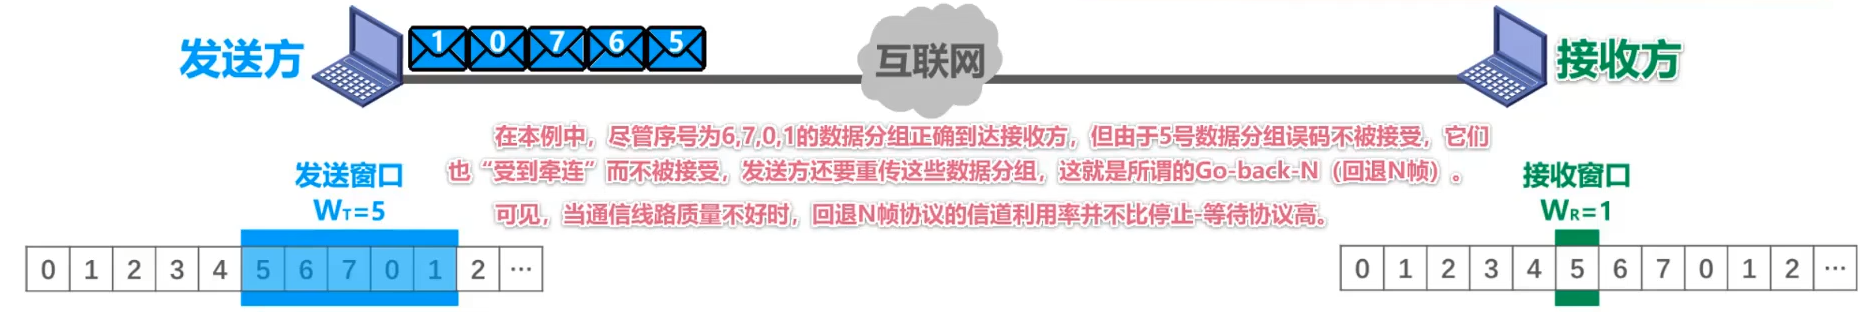 发送方
1 0 7 6 5
互联网
接收方
在本例中，尽管序号为6,7,0,1的数据分组正确到达接收方，但由于5号数据分组误码不被接受，它们
也“受到牵连”而不被接受，发送方还要重传这些数据分组，这就是所谓的Go-back-N（回退N帧）。
可见，当通信线路质量不好时，回退N帧协议的信道利用率并不比停止-等待协议高。
发送窗口
WT=5
0 1 2 3 4 5 6 7 0 1 2 ···
接收窗口
WR=1
0 1 2 3 4 5 6 7 0 1 2 ···